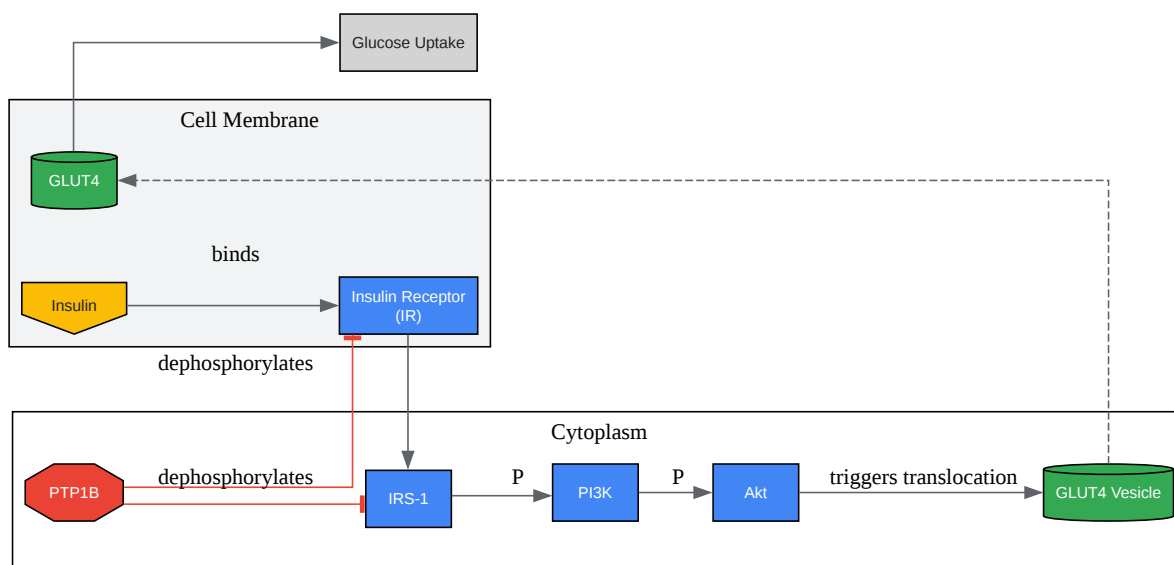 Glucose Uptake
Cell Membrane
GLUT4
binds
Insulin
Insulin Receptor
(IR)
dephosphorylates
Cytoplasm
PTP1B
dephosphorylates
IRS-1
P
PI3K
P
Akt
triggers translocation
GLUT4 Vesicle